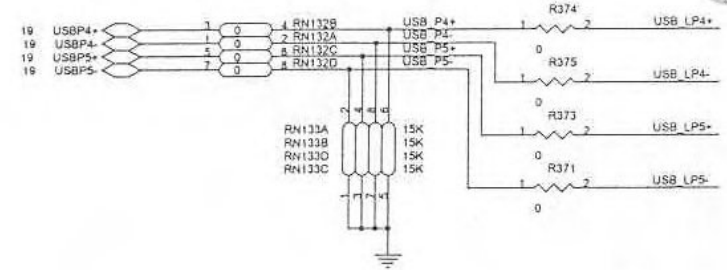 R374
19 USBP4+ 3 0 4 RN132B USB_P4+ 1 2 USB_LP4+
19 USBP4- 1 0 2 RN132A USB_P4-
19 USBP5+ 5 0 6 RN132C USB_P5+ 0
19 USBP5- 7 0 8 RN132D USB_P5-
R375
1 2 USB_LP4-
0
2 4 8 6
R373
RN133A 15K 1 2 USB_LP5+
RN133B 15K
RN133D 15K 0
RN133C 15K
R371
1 2 USB_LP5-
1 3 7 5
0